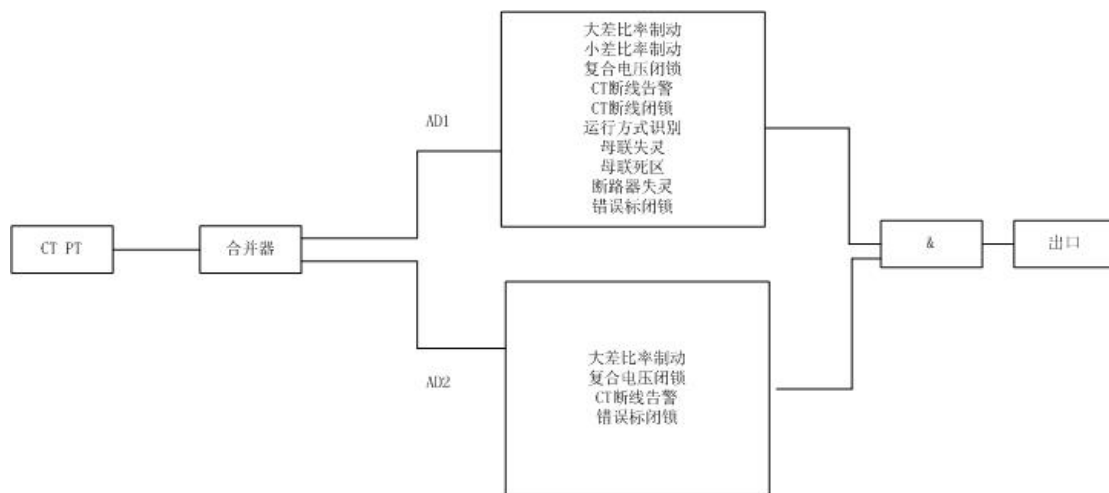 大差比率制动
小差比率制动
复合电压闭锁
CT断线告警
CT断线闭锁
运行方式识别
母联失灵
母联死区
断路器失灵
错误标闭锁
AD1
CT PT
合并器
&
出口
大差比率制动
复合电压闭锁
CT断线告警
错误标闭锁
AD2